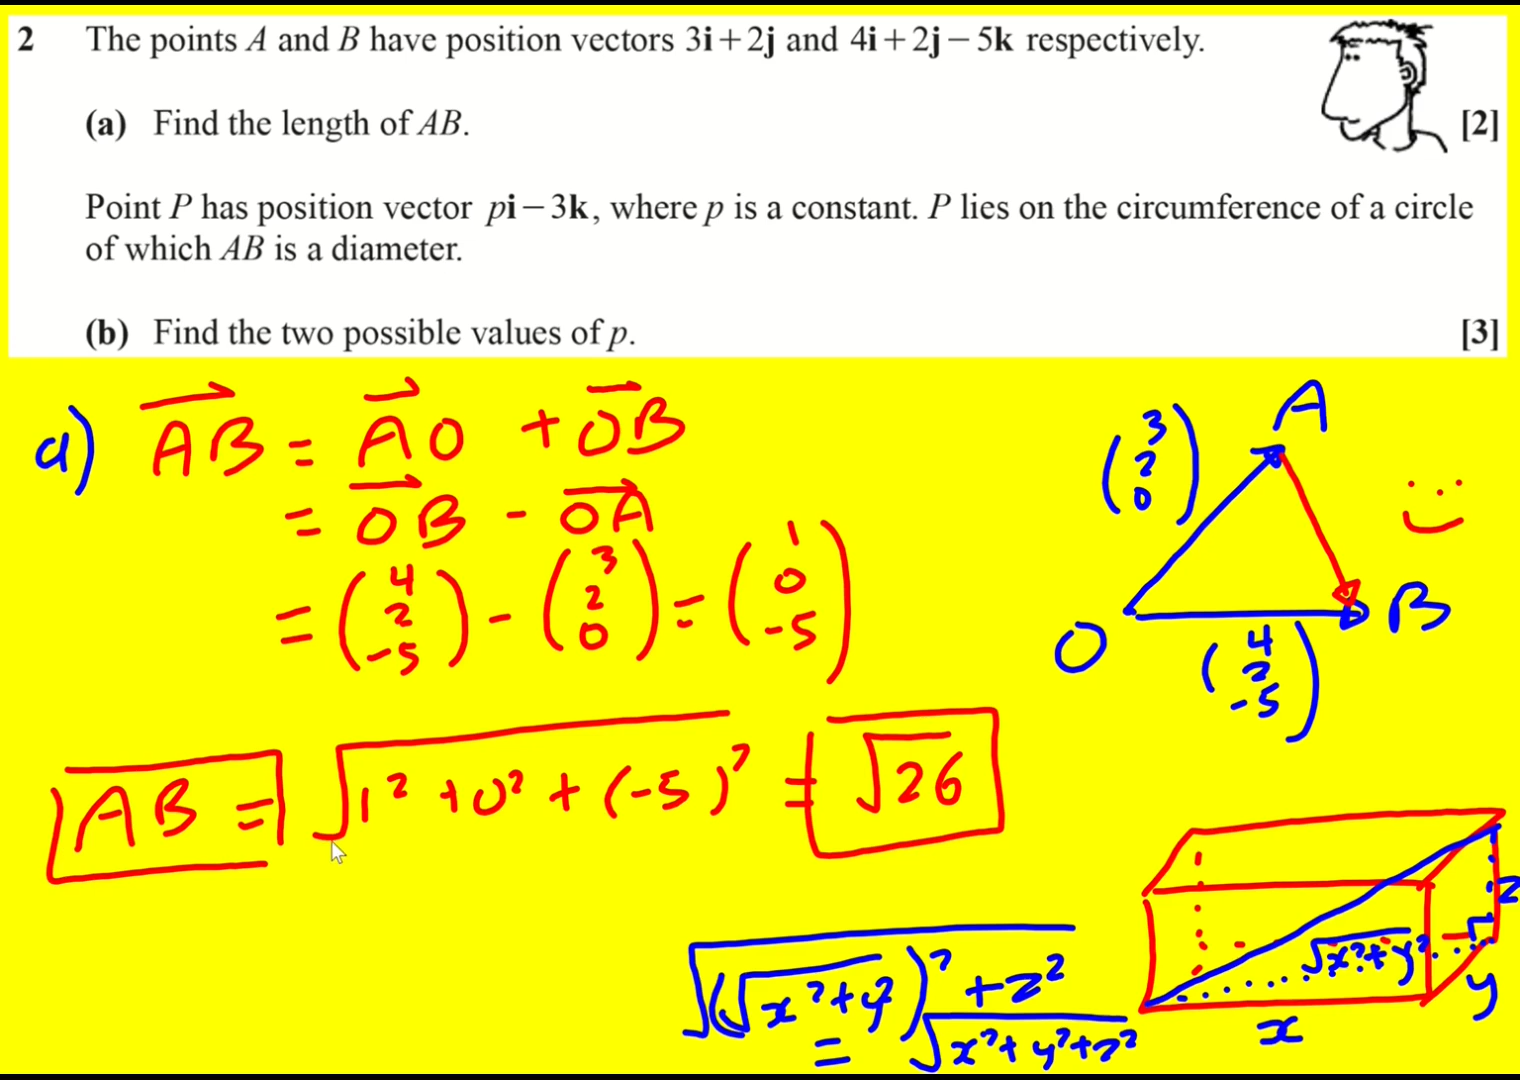 2 The points A and B have position vectors 3i+2j and 4i+2j−5k respectively.
(a) Find the length of AB. [2]
Point P has position vector pi−3k, where p is a constant. P lies on the circumference of a circle
of which AB is a diameter.
(b) Find the two possible values of p. [3]
a) AB = AO + OB
= OB - OA
= (4 2 -5) - (3 2 0) = (1 0 -5)
AB = √1² + 0² + (-5)² = √26
A
(3 2 0)
O
B
(4 2 -5)
√(√x²+y²)² + z²
= √x²+y²+z²
√x²+y²
x
y
z